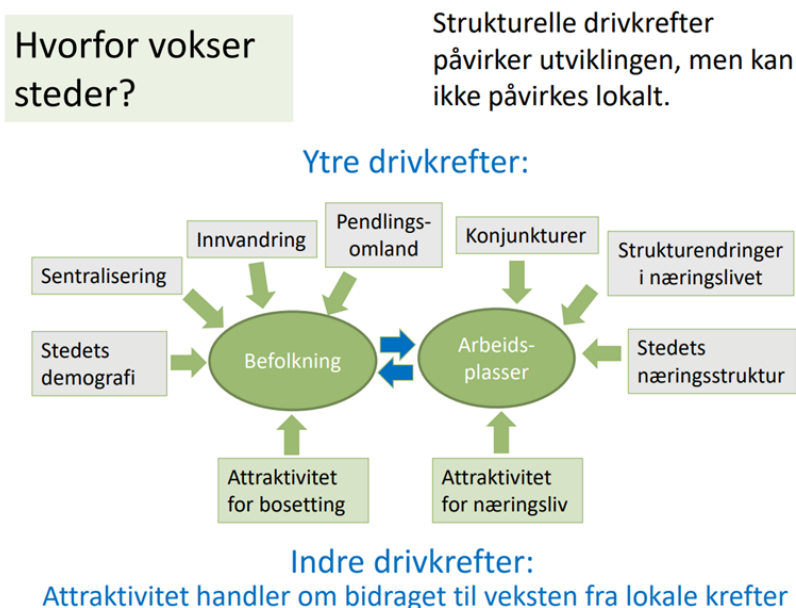 Hvorfor vokser
steder?
Strukturelle drivkrefter
påvirker utviklingen, men kan
ikke påvirkes lokalt.
Ytre drivkrefter:
Sentralisering
Innvandring
Pendlings-
omland
Konjunkturer
Strukturendringer
i næringslivet
Stedets
demografi
Befolkning
Arbeids-
plasser
Stedets
næringsstruktur
Attraktivitet
for bosetting
Attraktivitet
for næringsliv
Indre drivkrefter:
Attraktivitet handler om bidraget til veksten fra lokale krefter